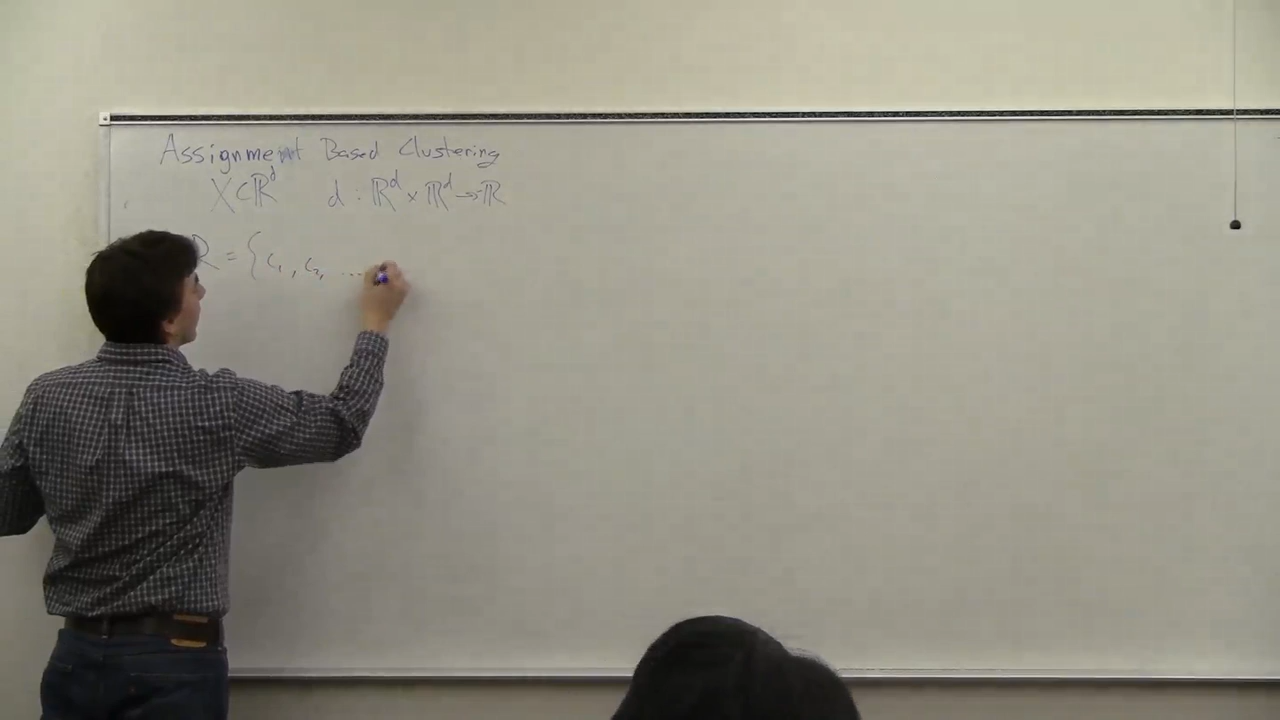 Assignment Based Clustering
X ⊂ ℝ^d d : ℝ^d × ℝ^d → ℝ
= { c₁, c₂, ...